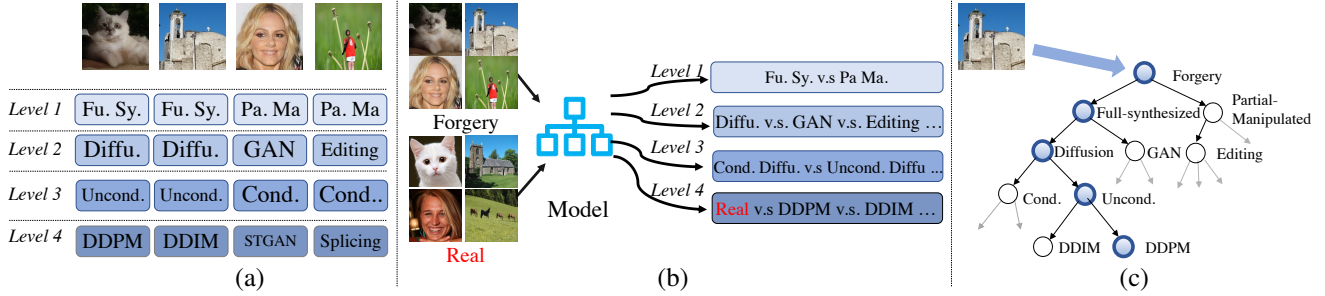 Level 1 Fu. Sy. Fu. Sy. Pa. Ma Pa. Ma
Level 2 Diffu. Diffu. GAN Editing
Level 3 Uncond. Uncond. Cond. Cond..
Level 4 DDPM DDIM STGAN Splicing
(a)
Forgery
Real
Model
Level 1 Fu. Sy. v.s Pa Ma.
Level 2 Diffu. v.s. GAN v.s. Editing …
Level 3 Cond. Diffu. v.s Uncond. Diffu ...
Level 4 Real v.s DDPM v.s. DDIM …
(b)
Forgery
Full-synthesized
Partial-
Manipulated
Diffusion GAN Editing
Cond. Uncond.
DDIM DDPM
(c)